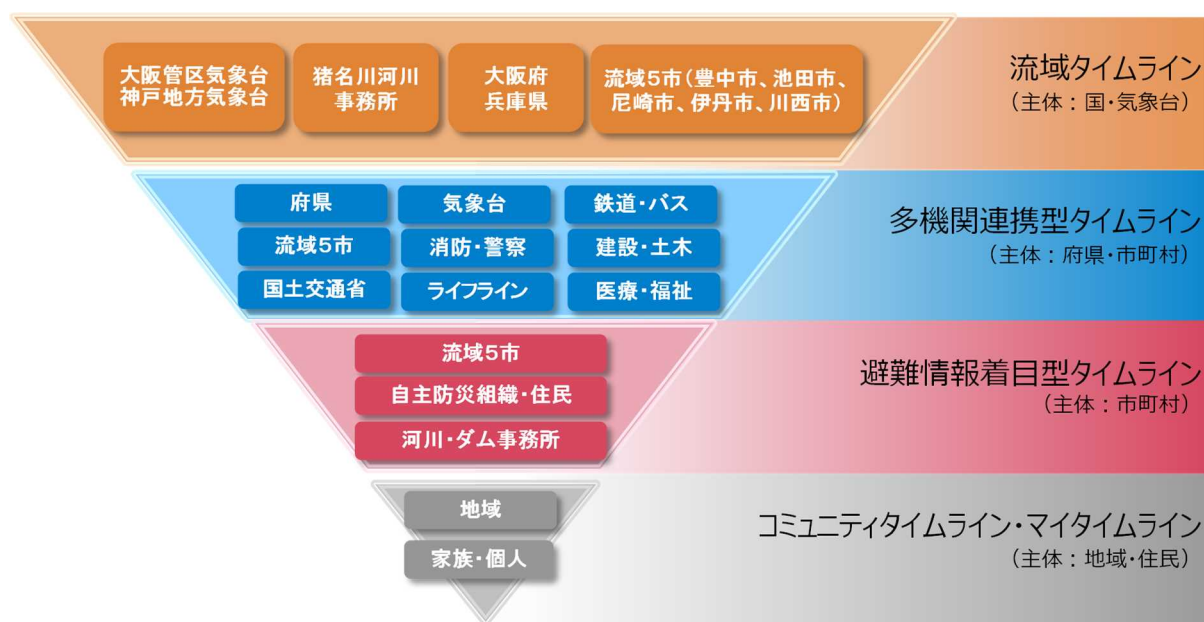 大阪管区気象台
神戸地方気象台
猪名川河川
事務所
大阪府
兵庫県
流域5市(豊中市、池田市、
尼崎市、伊丹市、川西市)
流域タイムライン
(主体:国・気象台)
府県
気象台
鉄道・バス
流域5市
消防・警察
建設・土木
国土交通省
ライフライン
医療・福祉
多機関連携型タイムライン
(主体:府県・市町村)
流域5市
自主防災組織・住民
河川・ダム事務所
避難情報着目型タイムライン
(主体:市町村)
地域
家族・個人
コミュニティタイムライン・マイタイムライン
(主体:地域・住民)